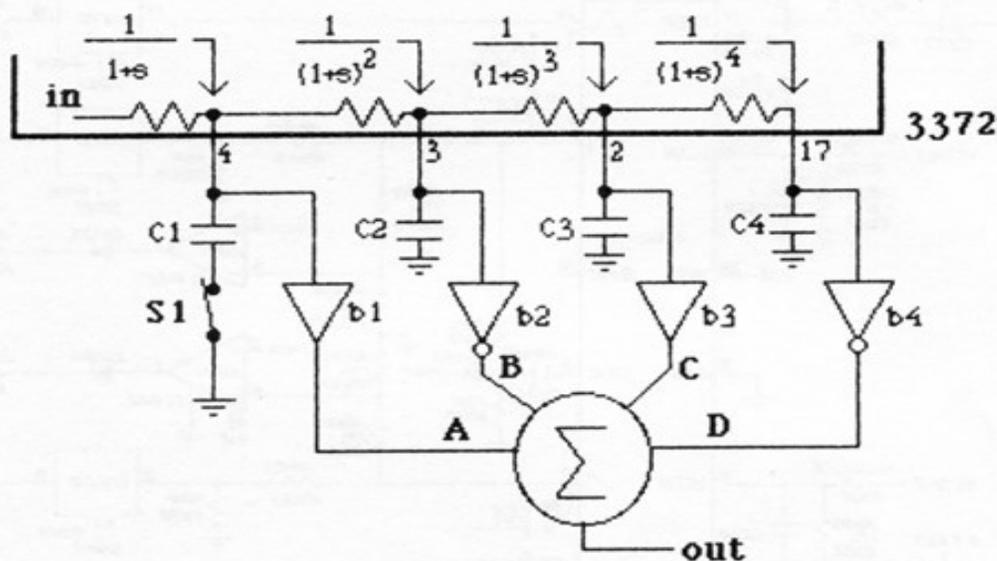 1
1+s
1
(1+s)2
1
(1+s)3
1
(1+s)4
in
3372
4
3
2
17
C1
C2
C3
C4
S1
b1
b2
b3
b4
B
C
A
D
Σ
out